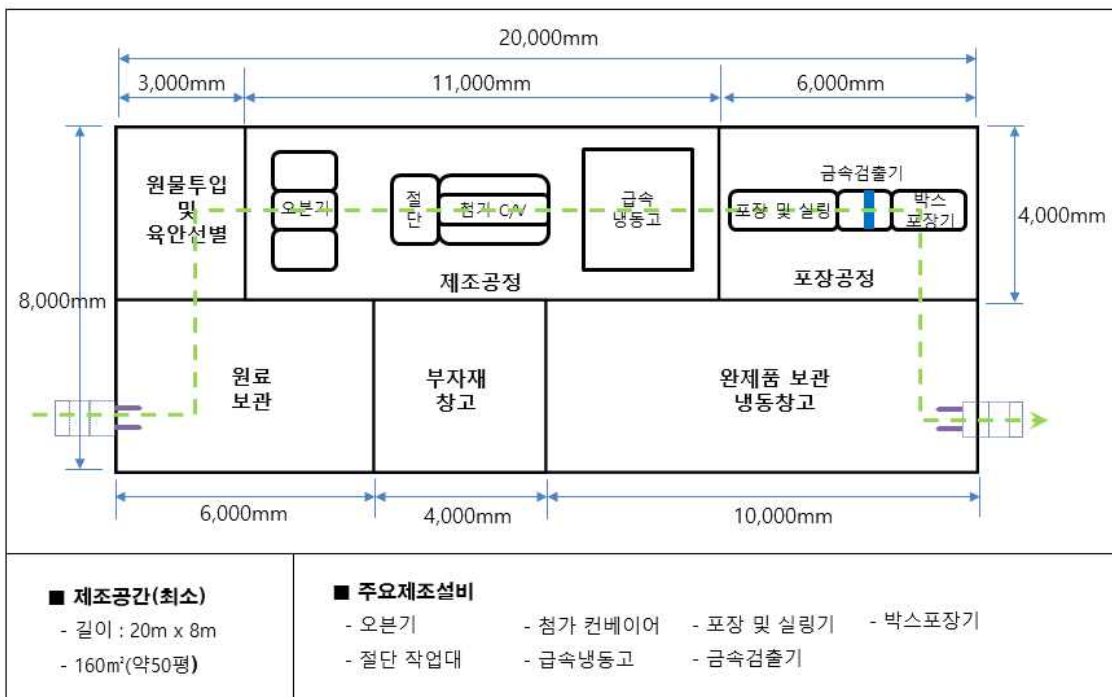 20,000mm
3,000mm
11,000mm
6,000mm
원물투입
및
육안선별
오븐기
절
단
첨가 C/V
급속
냉동고
제조공정
금속검출기
포장 및 실링
박스
포장기
포장공정
4,000mm
8,000mm
원료
보관
부자재
창고
완제품 보관
냉동창고
6,000mm
4,000mm
10,000mm
■ 제조공간(최소)
- 길이 : 20m x 8m
- 160㎡(약50평)
■ 주요제조설비
- 오븐기
- 첨가 컨베이어
- 포장 및 실링기
- 박스포장기
- 절단 작업대
- 급속냉동고
- 금속검출기